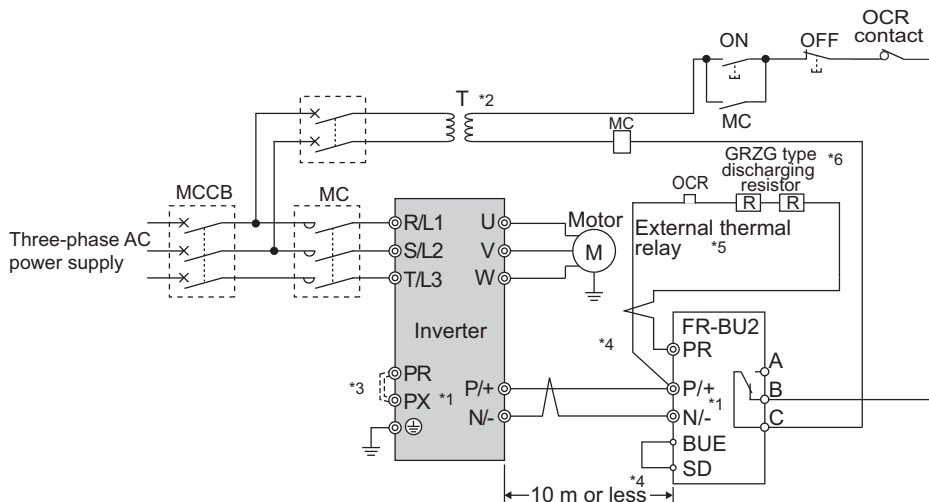 ON
OFF
OCR
contact
T *2
MC
MC
GRZG type *6
discharging
resistor
OCR
R R
MCCB
MC
External thermal
relay *5
Three-phase AC
power supply
R/L1
S/L2
T/L3
U
V
W
Motor
M
Inverter
FR-BU2
*4
PR
A
*3
PR
PX *1
P/+
N/-
P/+
*1
N/-
B
C
BUE
SD
*4
10 m or less